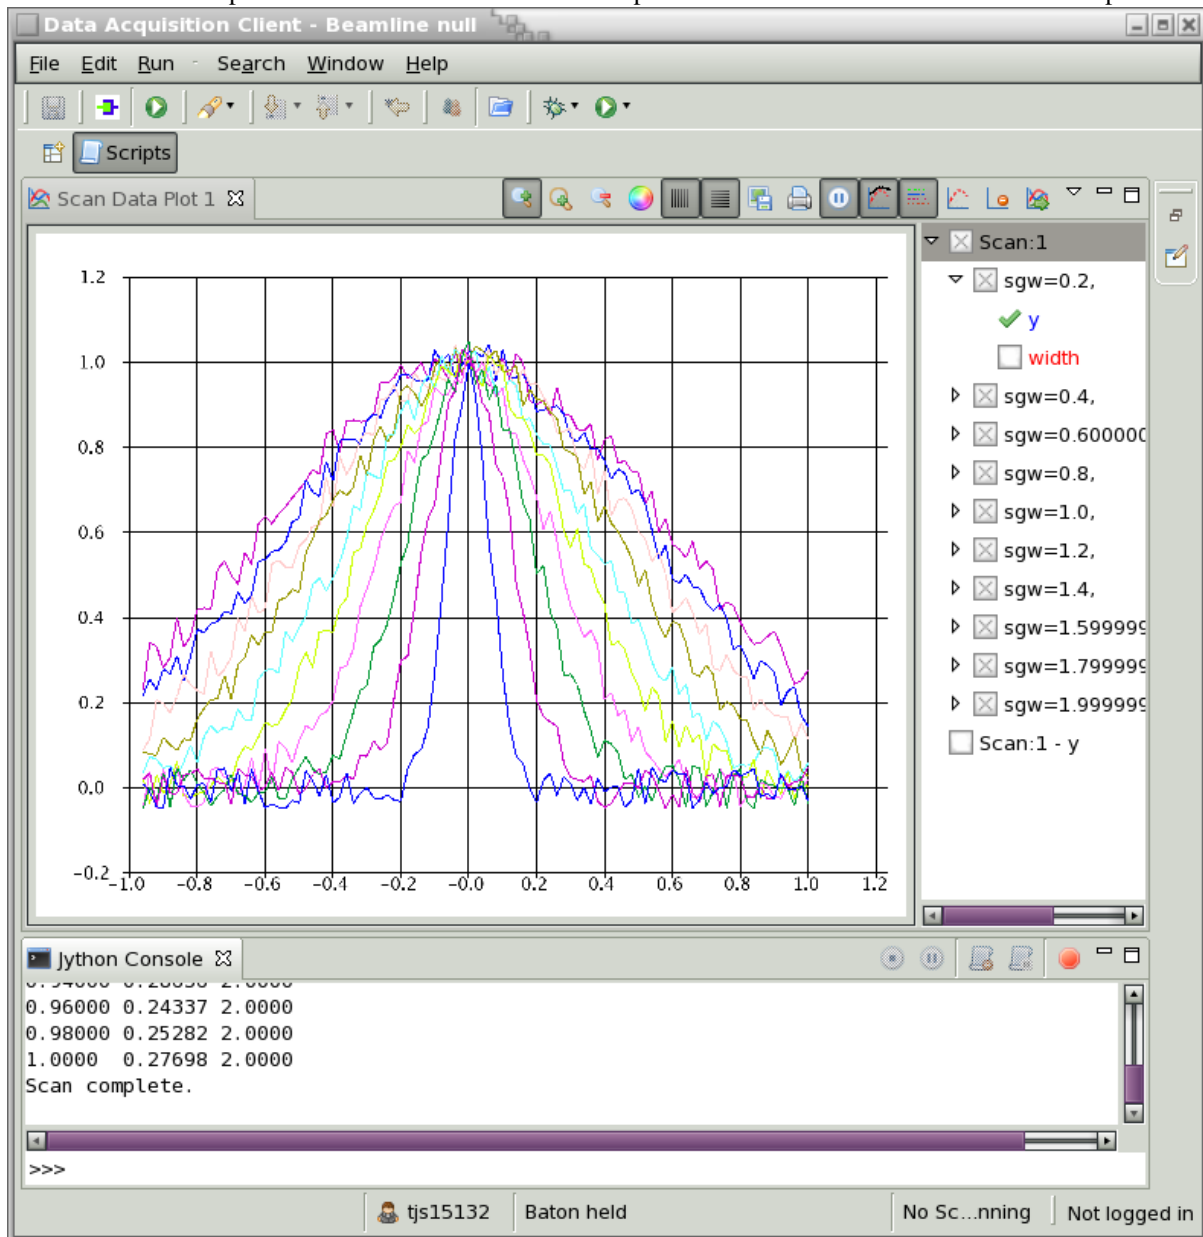 Data Acquisition Client - Beamline null
File Edit Run Search Window Help
Scripts
Scan Data Plot 1
1.2
1.0
0.8
0.6
0.4
0.2
0.0
-0.2
-1.0 -0.8 -0.6 -0.4 -0.2 -0.0 0.2 0.4 0.6 0.8 1.0 1.2
Scan:1
sgw=0.2,
y
width
sgw=0.4,
sgw=0.600000
sgw=0.8,
sgw=1.0,
sgw=1.2,
sgw=1.4,
sgw=1.599999
sgw=1.799999
sgw=1.999999
Scan:1 - y
Jython Console
0.96000 0.24337 2.0000
0.98000 0.25282 2.0000
1.0000 0.27698 2.0000
Scan complete.
>>>
tjs15132 Baton held No Sc...nning Not logged in